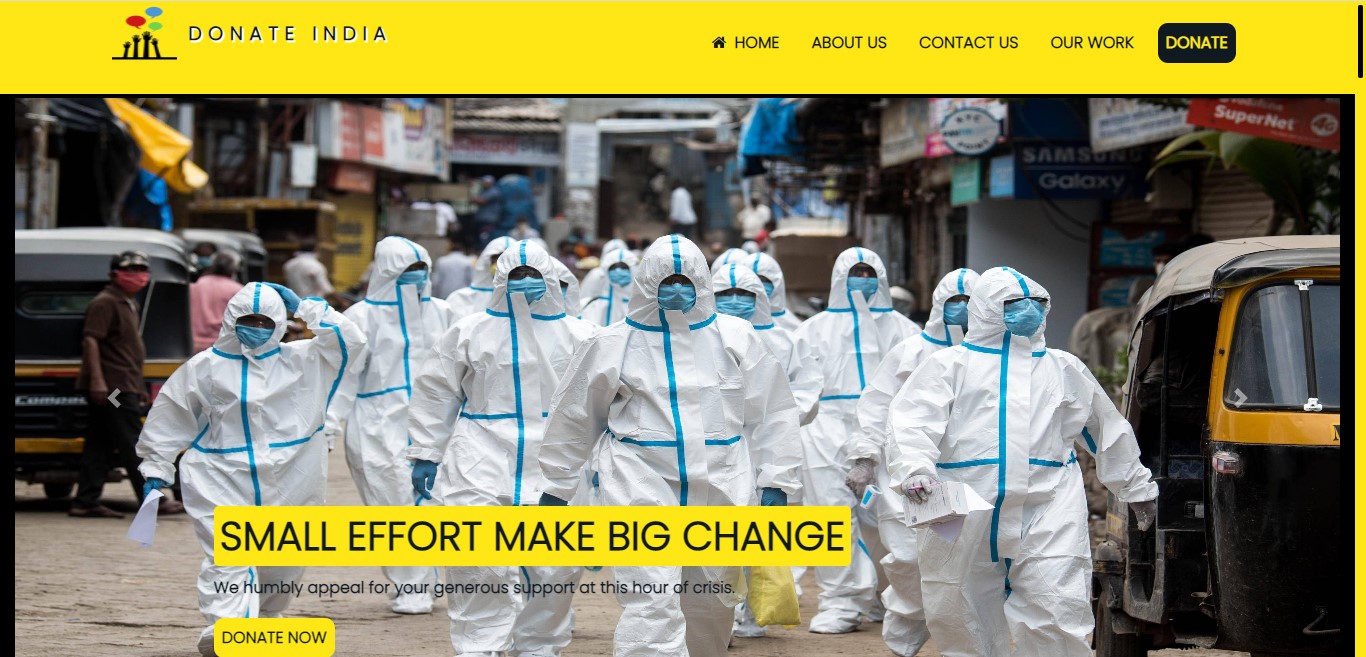 DONATE INDIA
HOME ABOUT US CONTACT US OUR WORK DONATE
SuperNet 4G
SAMSUNG
Galaxy
SMALL EFFORT MAKE BIG CHANGE
We humbly appeal for your generous support at this hour of crisis.
DONATE NOW